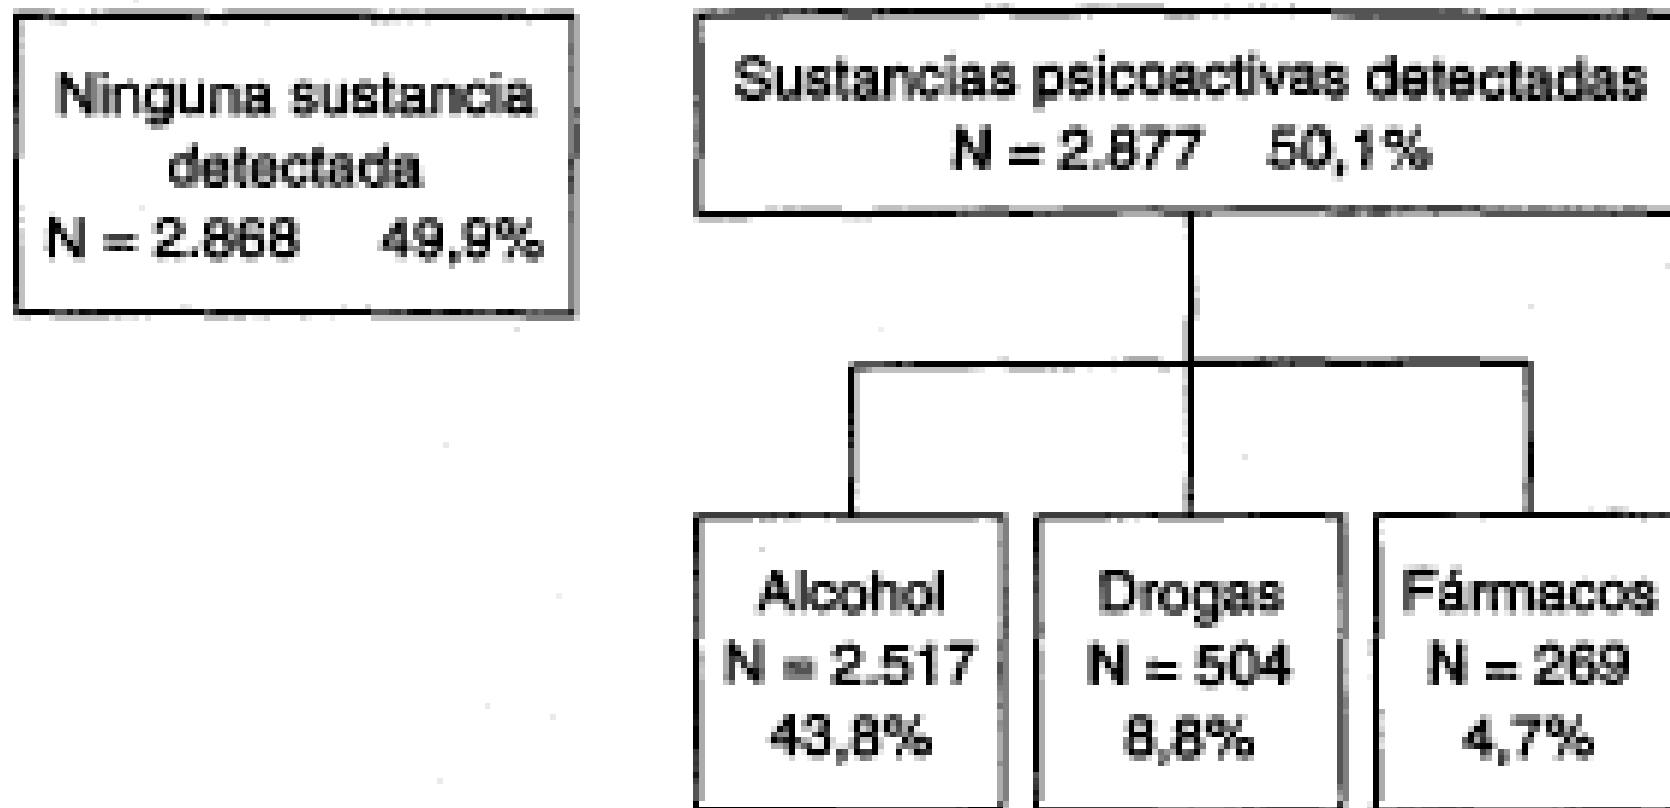 Ninguna sustancia
detectada
N = 2.868 49,9%
Sustancias psicoactivas detectadas
N = 2.877 50,1%
Alcohol
N = 2.517
43,8%
Drogas
N = 504
8,8%
Fármacos
N = 269
4,7%